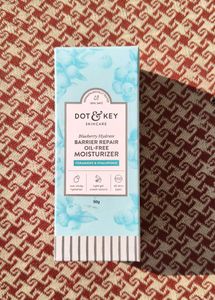 DOT & KEY
SKINCARE
Blueberry Hydrate
BARRIER REPAIR
OIL-FREE
MOISTURIZER
CERAMIDES & HYALURONIC
50g